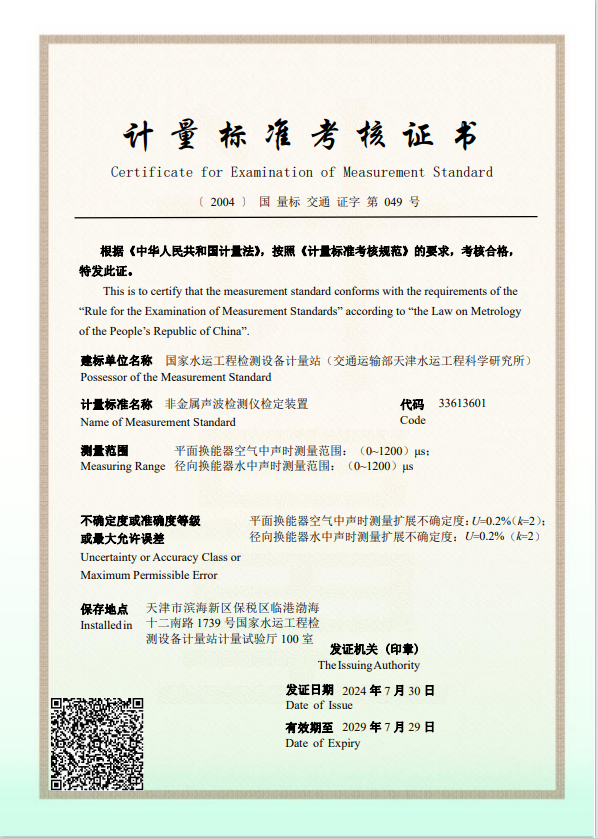 计量标准考核证书
Certificate for Examination of Measurement Standard
〔 2004 〕 国 量标 交通 证字 第 049 号
根据《中华人民共和国计量法》，按照《计量标准考核规范》的要求，考核合格，
特发此证。
This is to certify that the measurement standard conforms with the requirements of the
“Rule for the Examination of Measurement Standards” according to “the Law on Metrology
of the People’s Republic of China”.
建标单位名称 国家水运工程检测设备计量站（交通运输部天津水运工程科学研究所）
Possessor of the Measurement Standard
计量标准名称 非金属声波检测仪检定装置 代码 33613601
Name of Measurement Standard Code
测量范围 平面换能器空气中声时测量范围：（0~1200）μs；
Measuring Range 径向换能器水中声时测量范围：（0~1200）μs
不确定度或准确度等级 平面换能器空气中声时测量扩展不确定度：U=0.2%（k=2）；
或最大允许误差 径向换能器水中声时测量扩展不确定度：U=0.2%（k=2）
Uncertainty or Accuracy Class or
Maximum Permissible Error
保存地点 天津市滨海新区保税区临港渤海
Installed in 十二南路 1739 号国家水运工程检
测设备计量站计量试验厅 100 室
发证机关（印章）
The Issuing Authority
发证日期 2024 年 7 月 30 日
Date of Issue
有效期至 2029 年 7 月 29 日
Date of Expiry